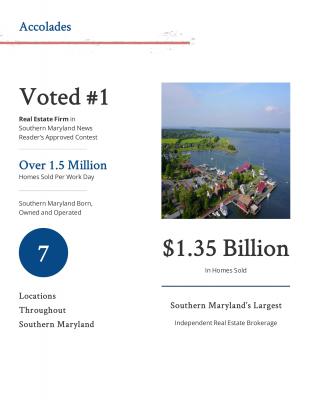 Accolades
Voted #1
Real Estate Firm in
Southern Maryland News
Reader's Approved Contest
Over 1.5 Million
Homes Sold Per Work Day
Southern Maryland Born,
Owned and Operated
7
Locations
Throughout
Southern Maryland
$1.35 Billion
In Homes Sold
Southern Maryland's Largest
Independent Real Estate Brokerage